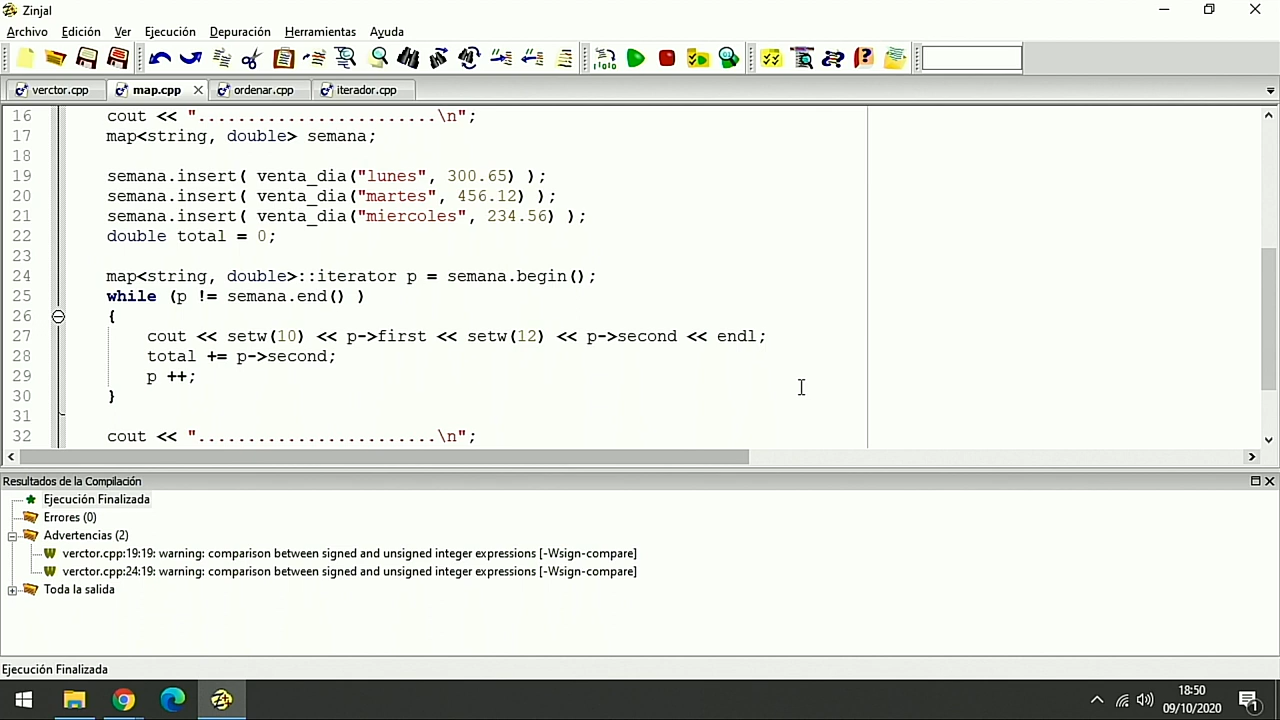 Zinjal
Archivo Edición Ver Ejecución Depuración Herramientas Ayuda
verctor.cpp map.cpp ordenar.cpp iterador.cpp
16 cout << "........................\n";
17 map<string, double> semana;
18
19 semana.insert( venta_dia("lunes", 300.65) );
20 semana.insert( venta_dia("martes", 456.12) );
21 semana.insert( venta_dia("miercoles", 234.56) );
22 double total = 0;
23
24 map<string, double>::iterator p = semana.begin();
25 while (p != semana.end() )
26 {
27 cout << setw(10) << p->first << setw(12) << p->second << endl;
28 total += p->second;
29 p ++;
30 }
31
32 cout << "........................\n";
Resultados de la Compilación
Ejecución Finalizada
Errores (0)
Advertencias (2)
verctor.cpp:19:19: warning: comparison between signed and unsigned integer expressions [-Wsign-compare]
verctor.cpp:24:19: warning: comparison between signed and unsigned integer expressions [-Wsign-compare]
Toda la salida
Ejecución Finalizada
18:50
09/10/2020
1